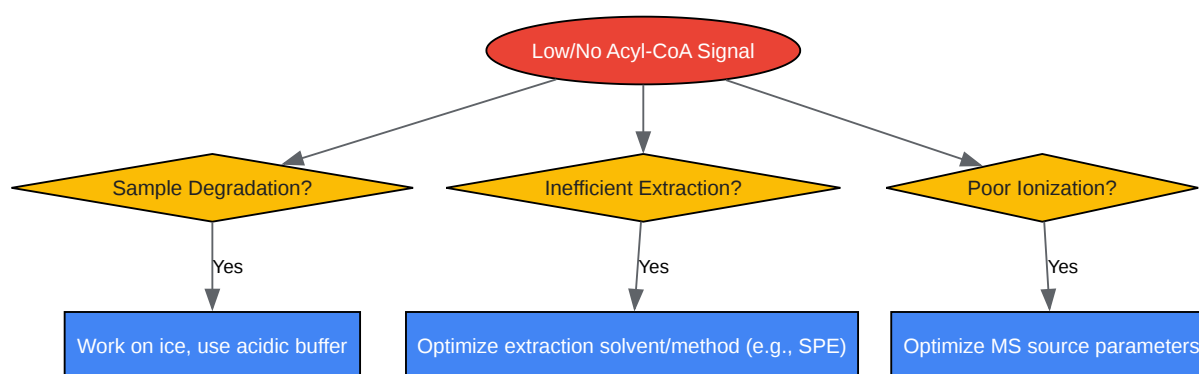 Low/No Acyl-CoA Signal
Sample Degradation?
Inefficient Extraction?
Poor Ionization?
Yes
Yes
Yes
Work on ice, use acidic buffer
Optimize extraction solvent/method (e.g., SPE)
Optimize MS source parameters